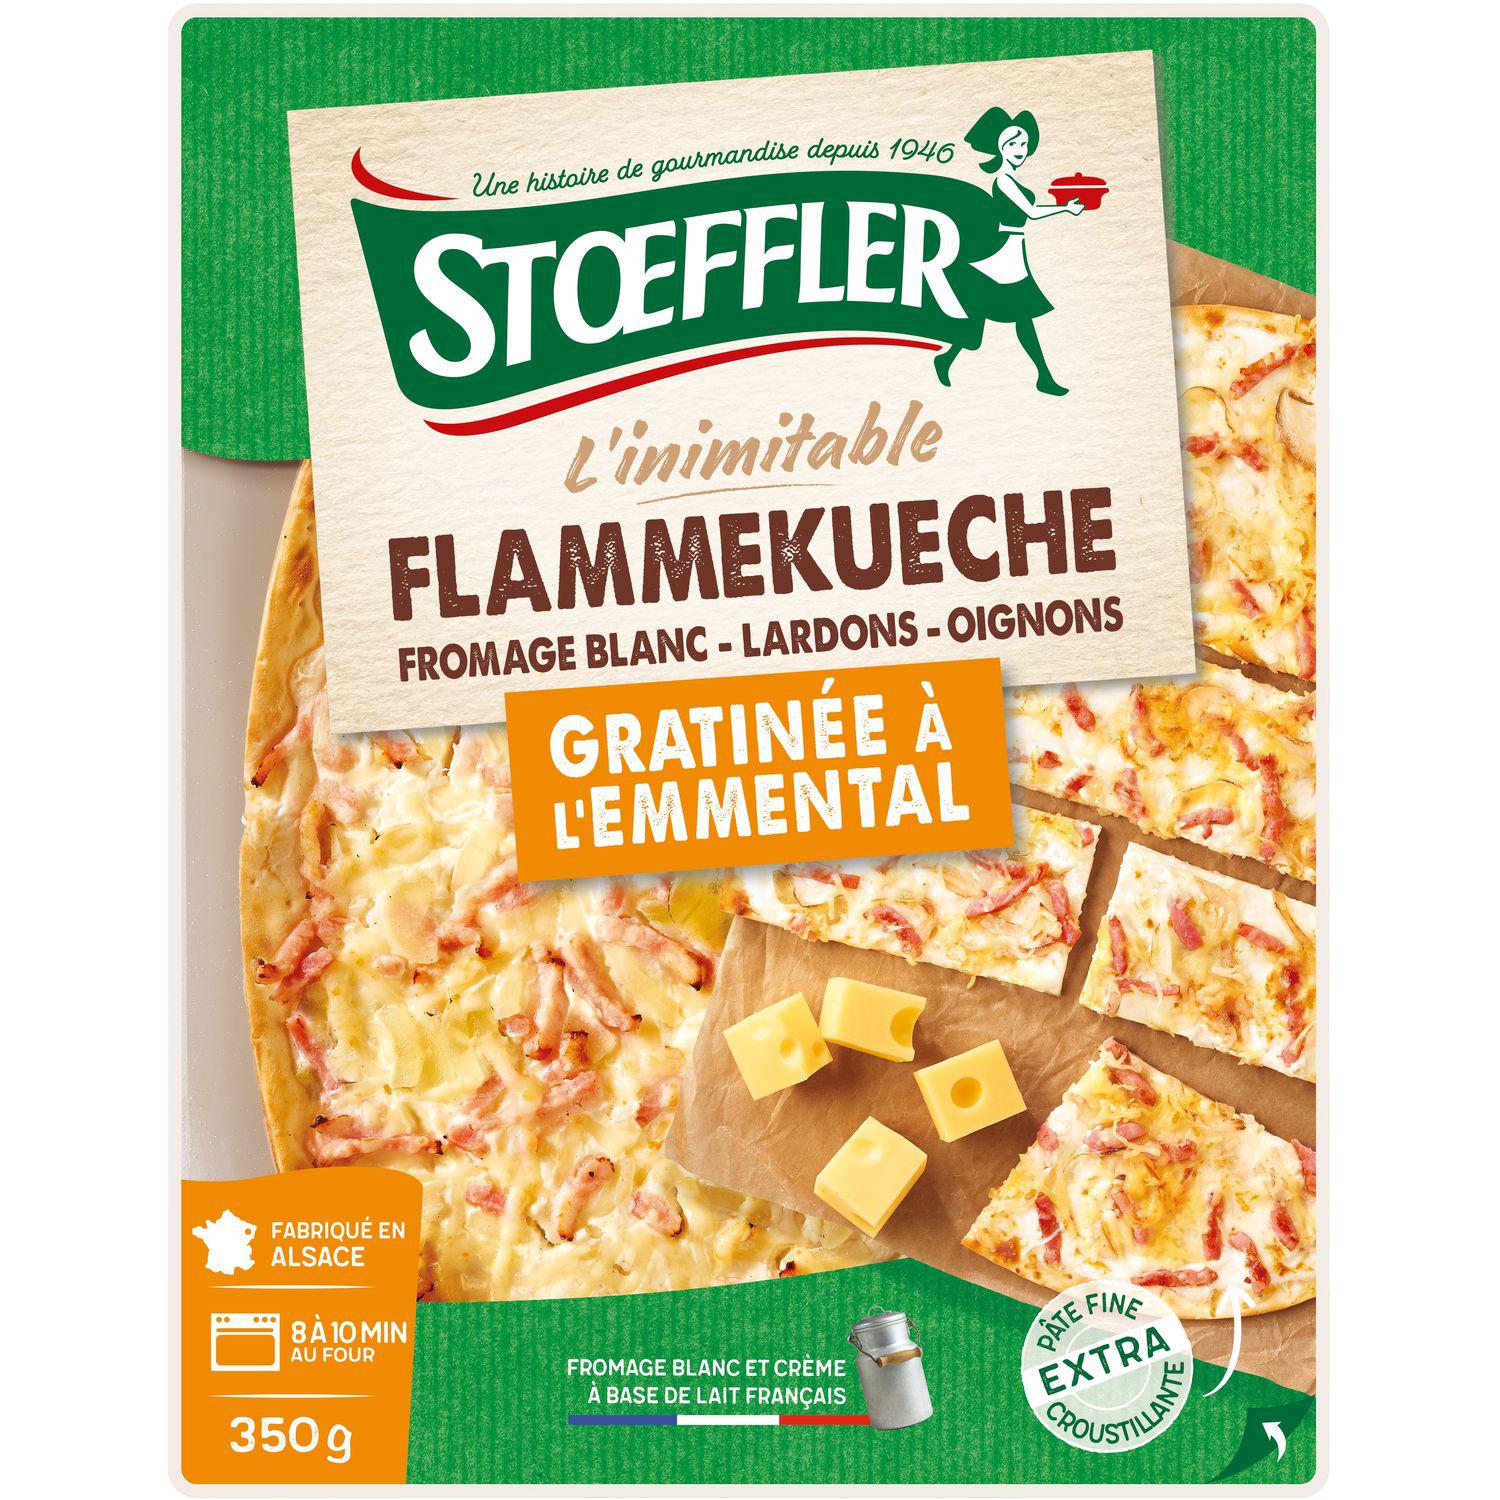 Une histoire de gourmandise depuis 1946
STŒFFLER
L'inimitable
FLAMMEKUECHE
FROMAGE BLANC - LARDONS - OIGNONS
GRATINÉE À
L'EMMENTAL
FABRIQUÉ EN
ALSACE
8 À 10 MIN
AU FOUR
350g
FROMAGE BLANC ET CRÈME
À BASE DE LAIT FRANÇAIS
PÂTE FINE
EXTRA
CROUSTILLANTE